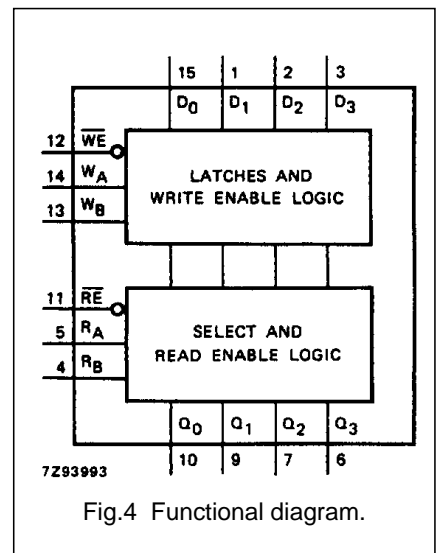 15 1 2 3
D0 D1 D2 D3
12 WE
14 WA
13 WB
LATCHES AND
WRITE ENABLE LOGIC
11 RE
5 RA
4 RB
SELECT AND
READ ENABLE LOGIC
Q0 Q1 Q2 Q3
10 9 7 6
7Z93993
Fig.4 Functional diagram.